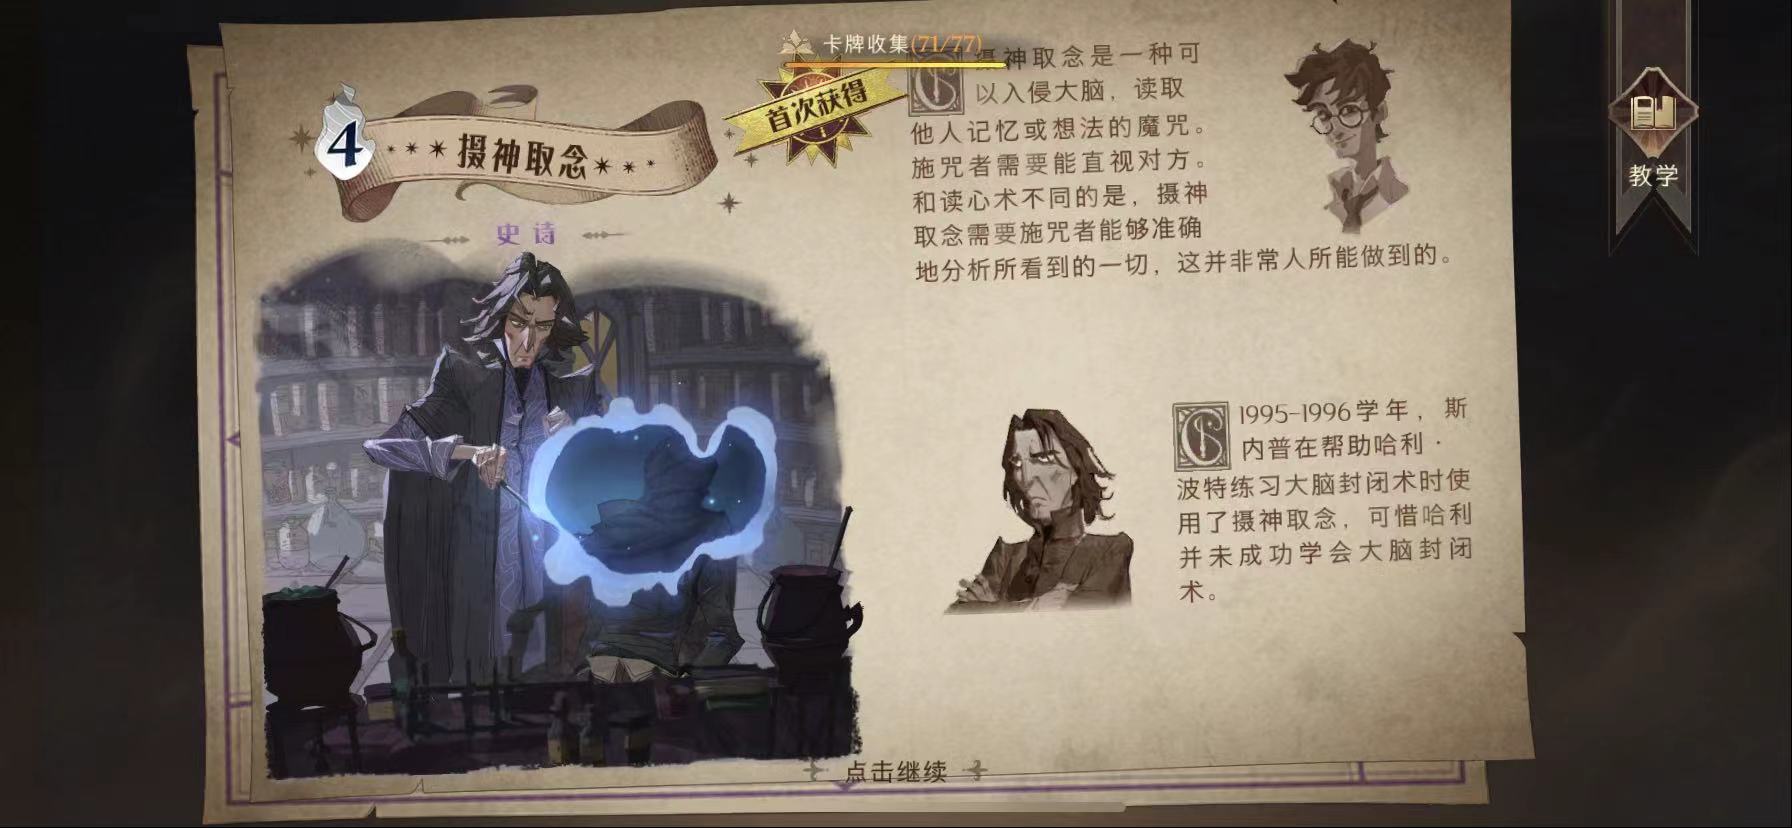 卡牌收集(71/77)
4
摄神取念
首次获得
史诗
摄神取念是一种可
以入侵大脑，读取
他人记忆或想法的魔咒。
施咒者需要能直视对方。
和读心术不同的是，摄神
取念需要施咒者能够准确
地分析所看到的一切，这并非常人所能做到的。
1995-1996学年，斯
内普在帮助哈利·
波特练习大脑封闭术时使
用了摄神取念，可惜哈利
并未成功学会大脑封闭
术。
教学
点击继续